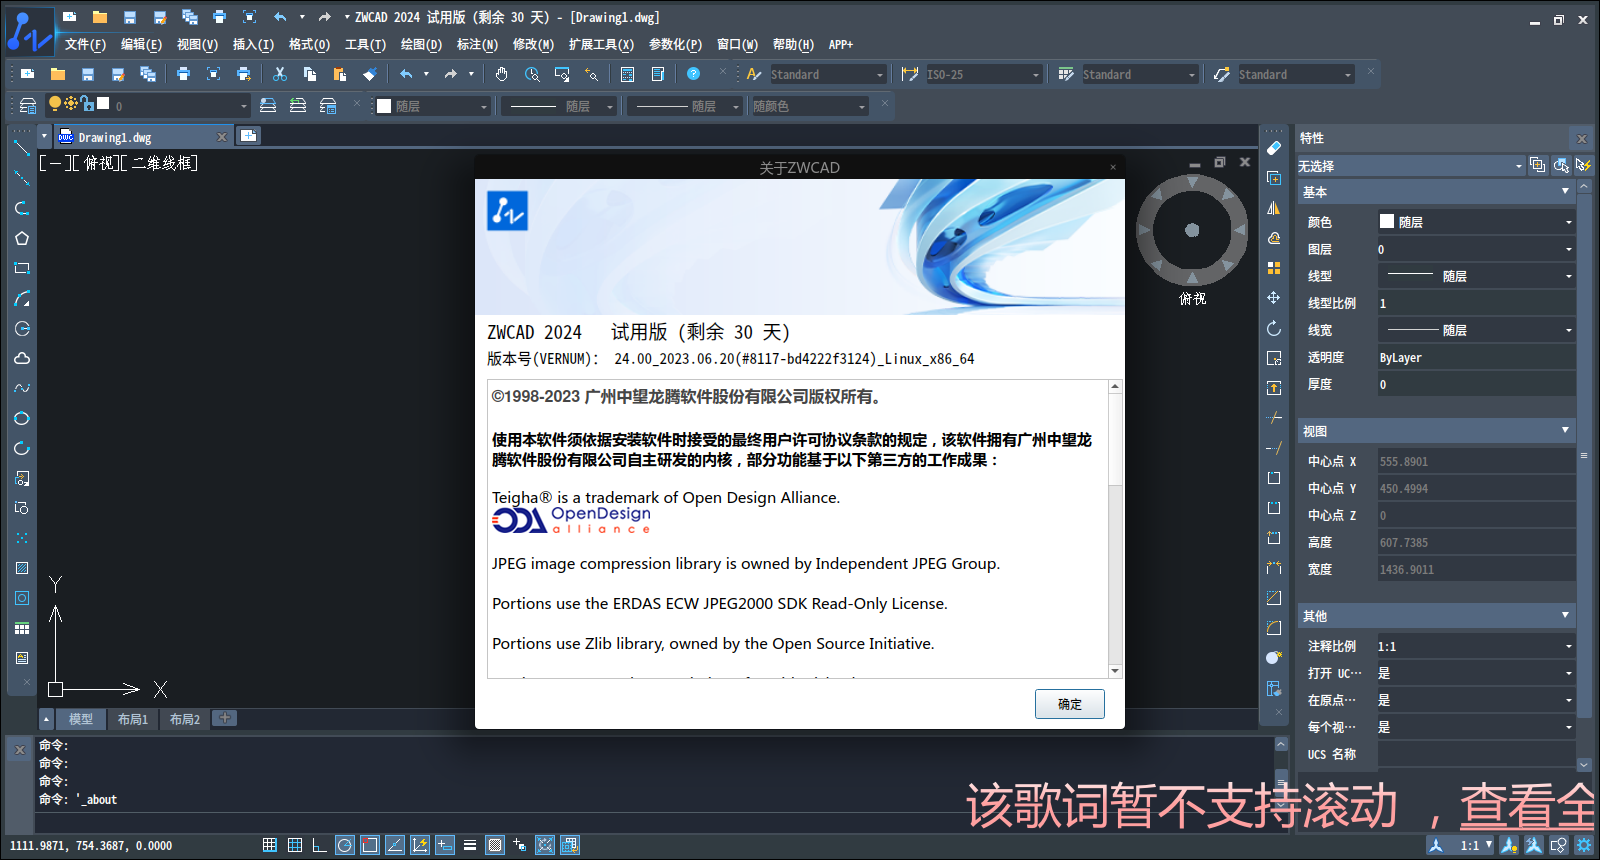 ZWCAD 2024 试用版 (剩余 30 天) - [Drawing1.dwg]
文件(F) 编辑(E) 视图(V) 插入(I) 格式(O) 工具(T) 绘图(D) 标注(N) 修改(M) 扩展工具(X) 参数化(P) 窗口(W) 帮助(H) APP+
Standard ISO-25 Standard Standard
0 随层 随层 随层 随颜色
Drawing1.dwg
[—][俯视][二维线框]
俯视
Y
X
关于ZWCAD
ZWCAD 2024 试用版 (剩余 30 天)
版本号(VERNUM): 24.00_2023.06.20(#8117-bd4222f3124)_Linux_x86_64
©1998-2023 广州中望龙腾软件股份有限公司版权所有。
使用本软件须依据安装软件时接受的最终用户许可协议条款的规定，该软件拥有广州中望龙
腾软件股份有限公司自主研发的内核，部分功能基于以下第三方的工作成果：
Teigha® is a trademark of Open Design Alliance.
ODA OpenDesign
alliance
JPEG image compression library is owned by Independent JPEG Group.
Portions use the ERDAS ECW JPEG2000 SDK Read-Only License.
Portions use Zlib library, owned by the Open Source Initiative.
确定
特性
无选择
基本
颜色 随层
图层 0
线型 随层
线型比例 1
线宽 随层
透明度 ByLayer
厚度 0
视图
中心点 X 555.8901
中心点 Y 450.4994
中心点 Z 0
高度 607.7385
宽度 1436.9011
其他
注释比例 1:1
打开 UC… 是
在原点… 是
每个视… 是
UCS 名称
模型 布局1 布局2
命令:
命令:
命令:
命令: '_about
该歌词暂不支持滚动 ，查看全
1111.9871, 754.3687, 0.0000
1:1